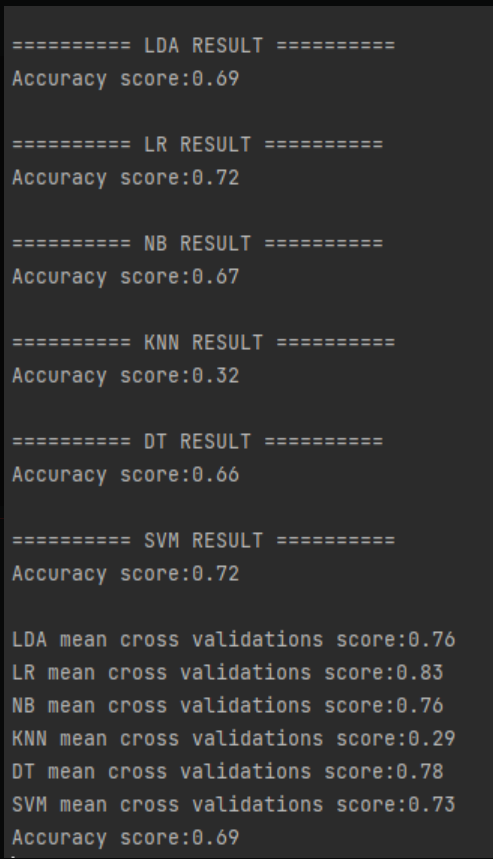 ========== LDA RESULT ==========
Accuracy score:0.69
========== LR RESULT ==========
Accuracy score:0.72
========== NB RESULT ==========
Accuracy score:0.67
========== KNN RESULT ==========
Accuracy score:0.32
========== DT RESULT ==========
Accuracy score:0.66
========== SVM RESULT ==========
Accuracy score:0.72
LDA mean cross validations score:0.76
LR mean cross validations score:0.83
NB mean cross validations score:0.76
KNN mean cross validations score:0.29
DT mean cross validations score:0.78
SVM mean cross validations score:0.73
Accuracy score:0.69